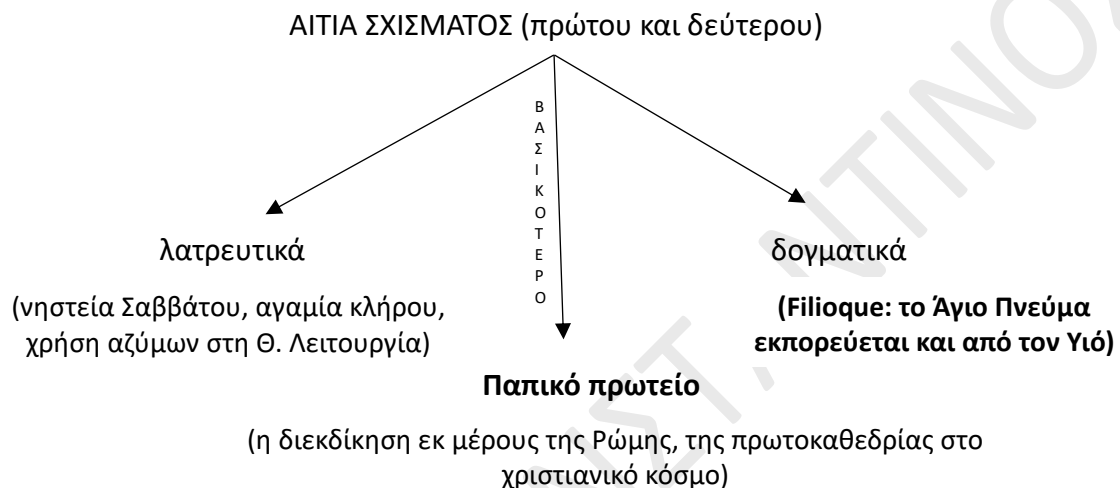 ΑΙΤΙΑ ΣΧΙΣΜΑΤΟΣ (πρώτου και δεύτερου)
ΒΑΣΙΚΟΤΕΡΟ
λατρευτικά
(νηστεία Σαββάτου, αγαμία κλήρου,
χρήση αζύμων στη Θ. Λειτουργία)
δογματικά
(Filioque: το Άγιο Πνεύμα
εκπορεύεται και από τον Υιό)
Παπικό πρωτείο
(η διεκδίκηση εκ μέρους της Ρώμης, της πρωτοκαθεδρίας στο
χριστιανικό κόσμο)